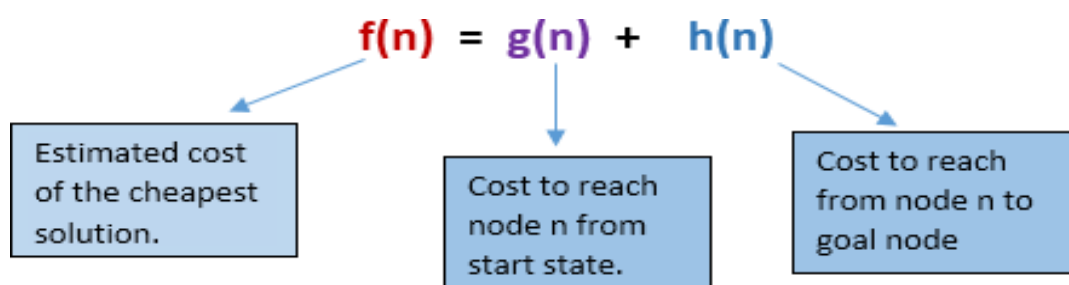 f(n) = g(n) + h(n)
Estimated cost
of the cheapest
solution.
Cost to reach
node n from
start state.
Cost to reach
from node n to
goal node